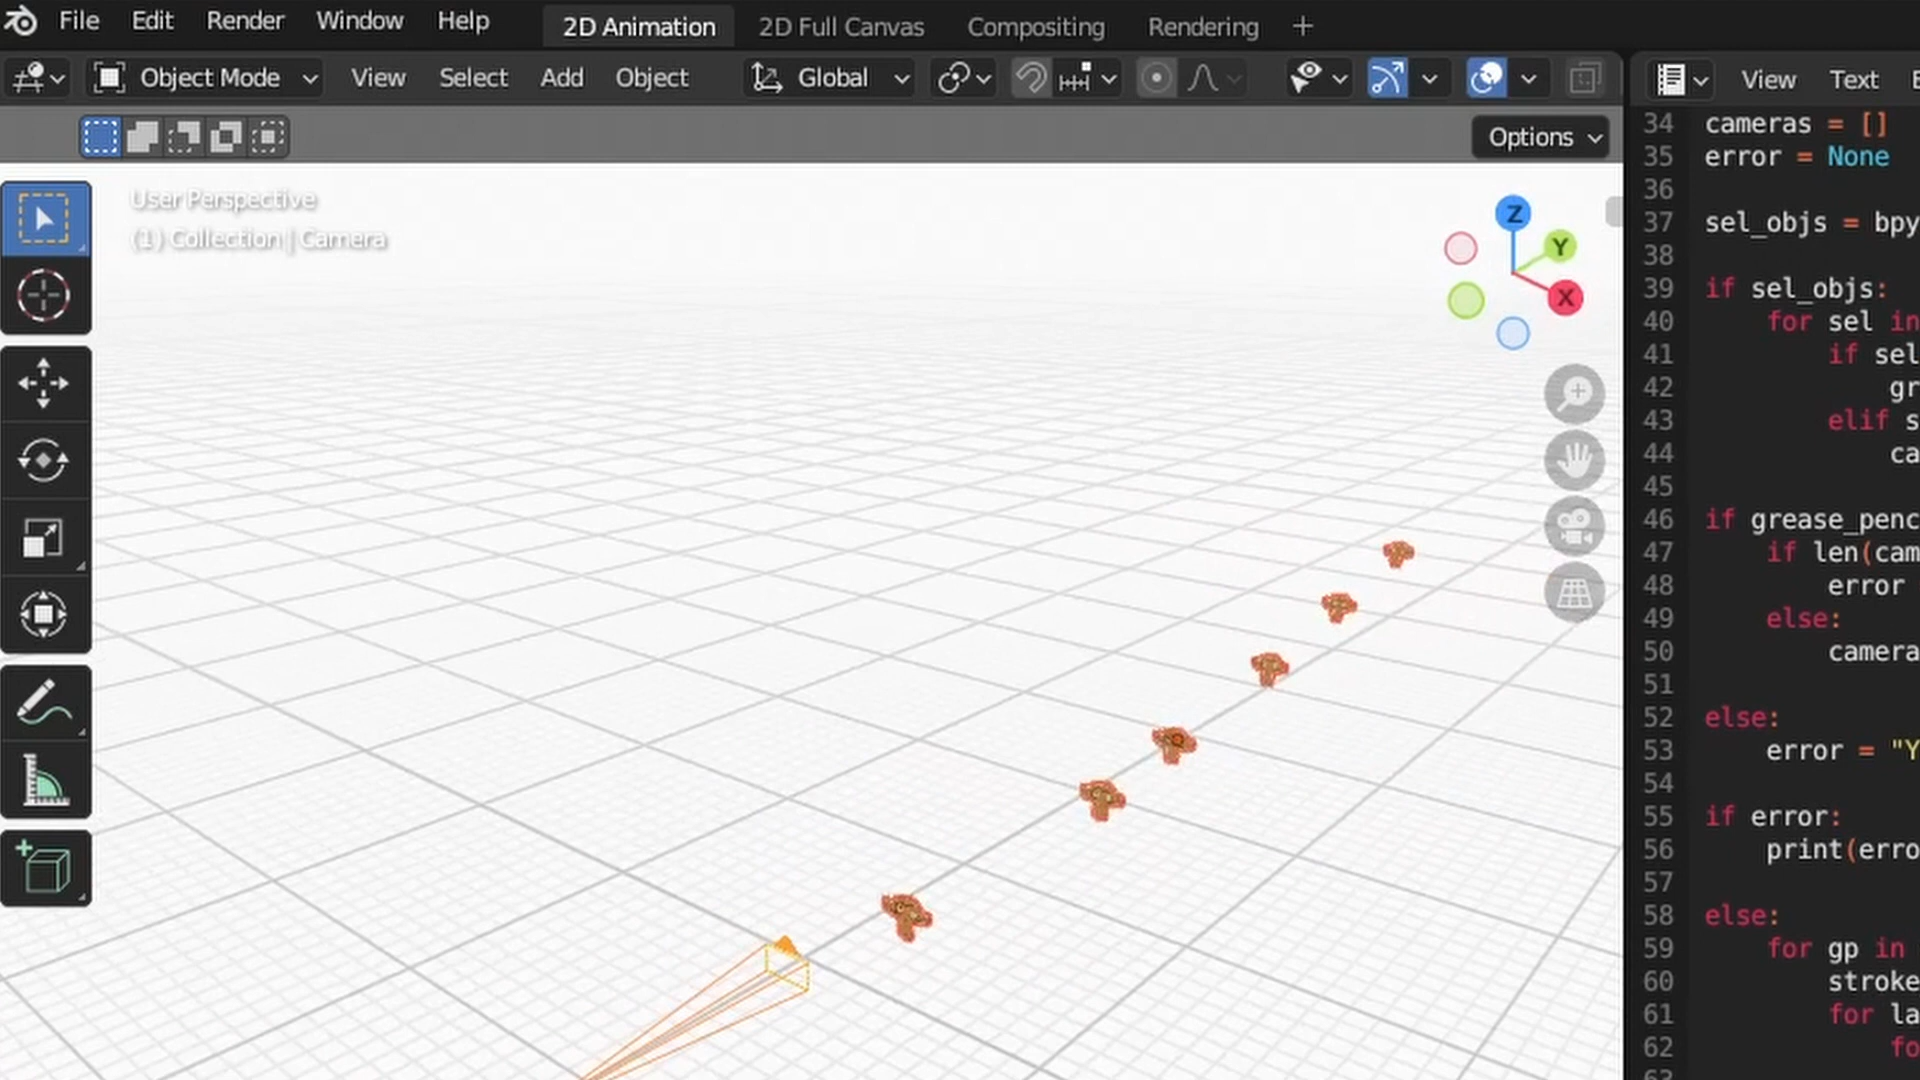 File Edit Render Window Help 2D Animation 2D Full Canvas Compositing Rendering +
Object Mode View Select Add Object Global View Text
Options
User Perspective
(1) Collection | Camera
Z
Y
X
34 cameras = []
35 error = None
36
37 sel_objs = bpy
38
39 if sel_objs:
40 for sel in
41 if sel
42 gr
43 elif s
44 ca
45
46 if grease_penc
47 if len(cam
48 error
49 else:
50 camera
51
52 else:
53 error = "Y
54
55 if error:
56 print(erro
57
58 else:
59 for gp in
60 stroke
61 for la
62 fo